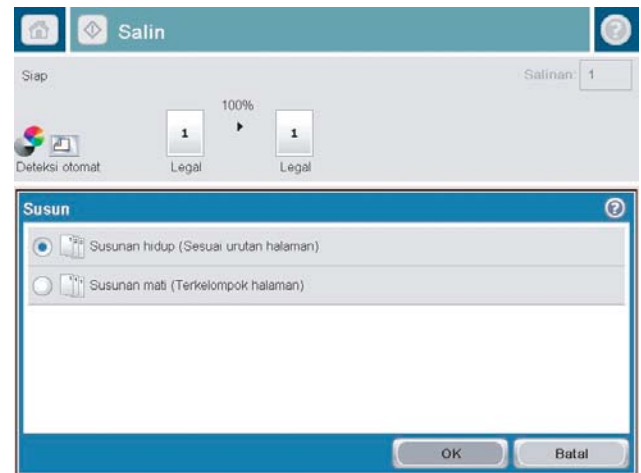 Salin
Siap
Salinan: 1
100%
1 1
Deteksi otomat Legal Legal
Susun
Susunan hidup (Sesuai urutan halaman)
Susunan mati (Terkelompok halaman)
OK Batal